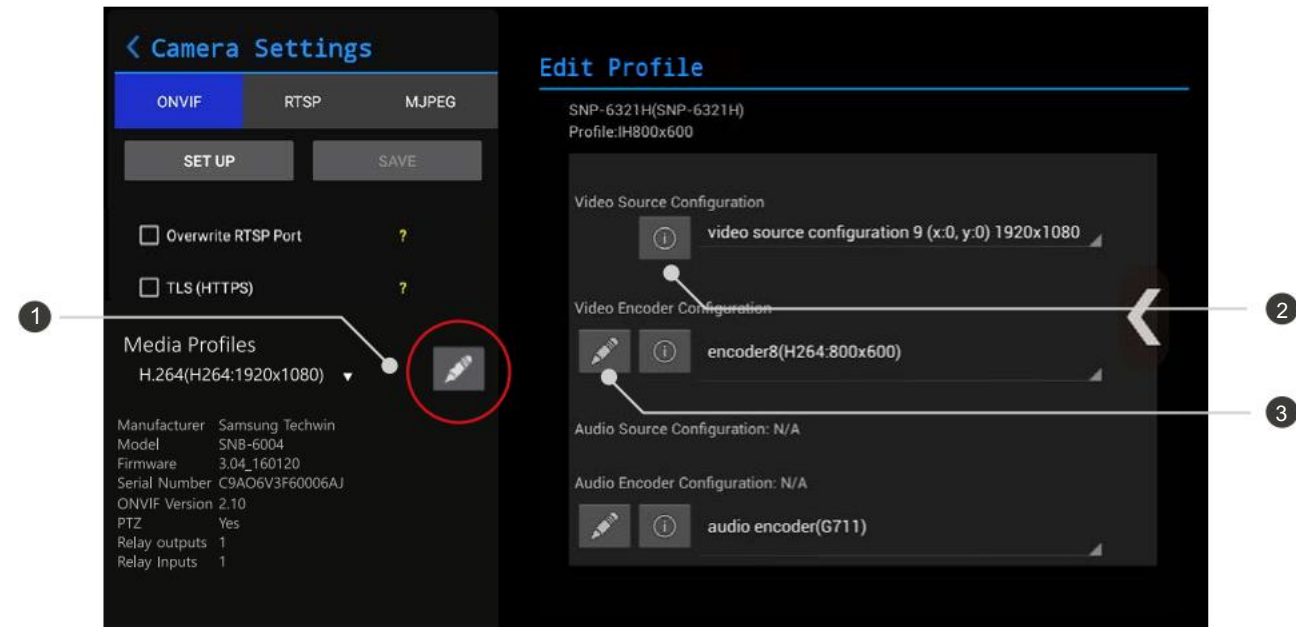 Camera Settings
ONVIF RTSP MJPEG
SET UP SAVE
Overwrite RTSP Port ?
TLS (HTTPS) ?
1
Media Profiles
H.264(H264:1920x1080)
Manufacturer Samsung Techwin
Model SNB-6004
Firmware 3.04_160120
Serial Number C9AO6V3F60006AJ
ONVIF Version 2.10
PTZ Yes
Relay outputs 1
Relay Inputs 1
Edit Profile
SNP-6321H(SNP-6321H)
Profile:IH800x600
Video Source Configuration
video source configuration 9 (x:0, y:0) 1920x1080
2
Video Encoder Configuration
encoder8(H264:800x600)
3
Audio Source Configuration: N/A
Audio Encoder Configuration: N/A
audio encoder(G711)